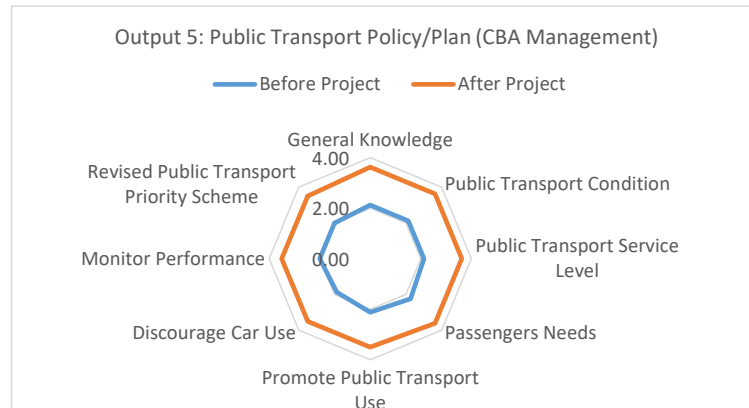 Output 5: Public Transport Policy/Plan (CBA Management)
Before Project
After Project
General Knowledge
4.00
Revised Public Transport
Priority Scheme
Public Transport Condition
2.00
Monitor Performance
0.00
Public Transport Service
Level
Discourage Car Use
Passengers Needs
Promote Public Transport
Use